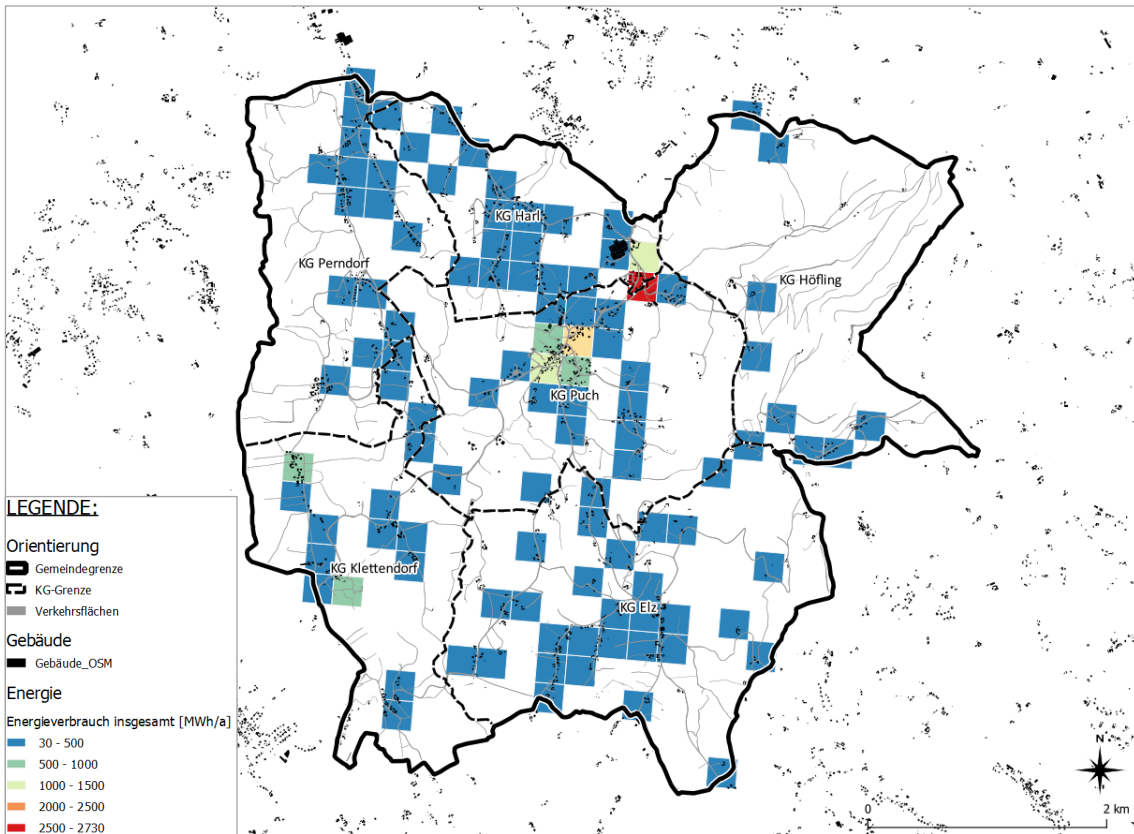 KG Harl
KG Perndorf
KG Höfling
KG Puch
KG Klettendorf
KG Elz
LEGENDE:
Orientierung
Gemeindegrenze
KG-Grenze
Verkehrsflächen
Gebäude
Gebäude_OSM
Energie
Energieverbrauch insgesamt [MWh/a]
30 - 500
500 - 1000
1000 - 1500
2000 - 2500
2500 - 2730
N
0 2 km